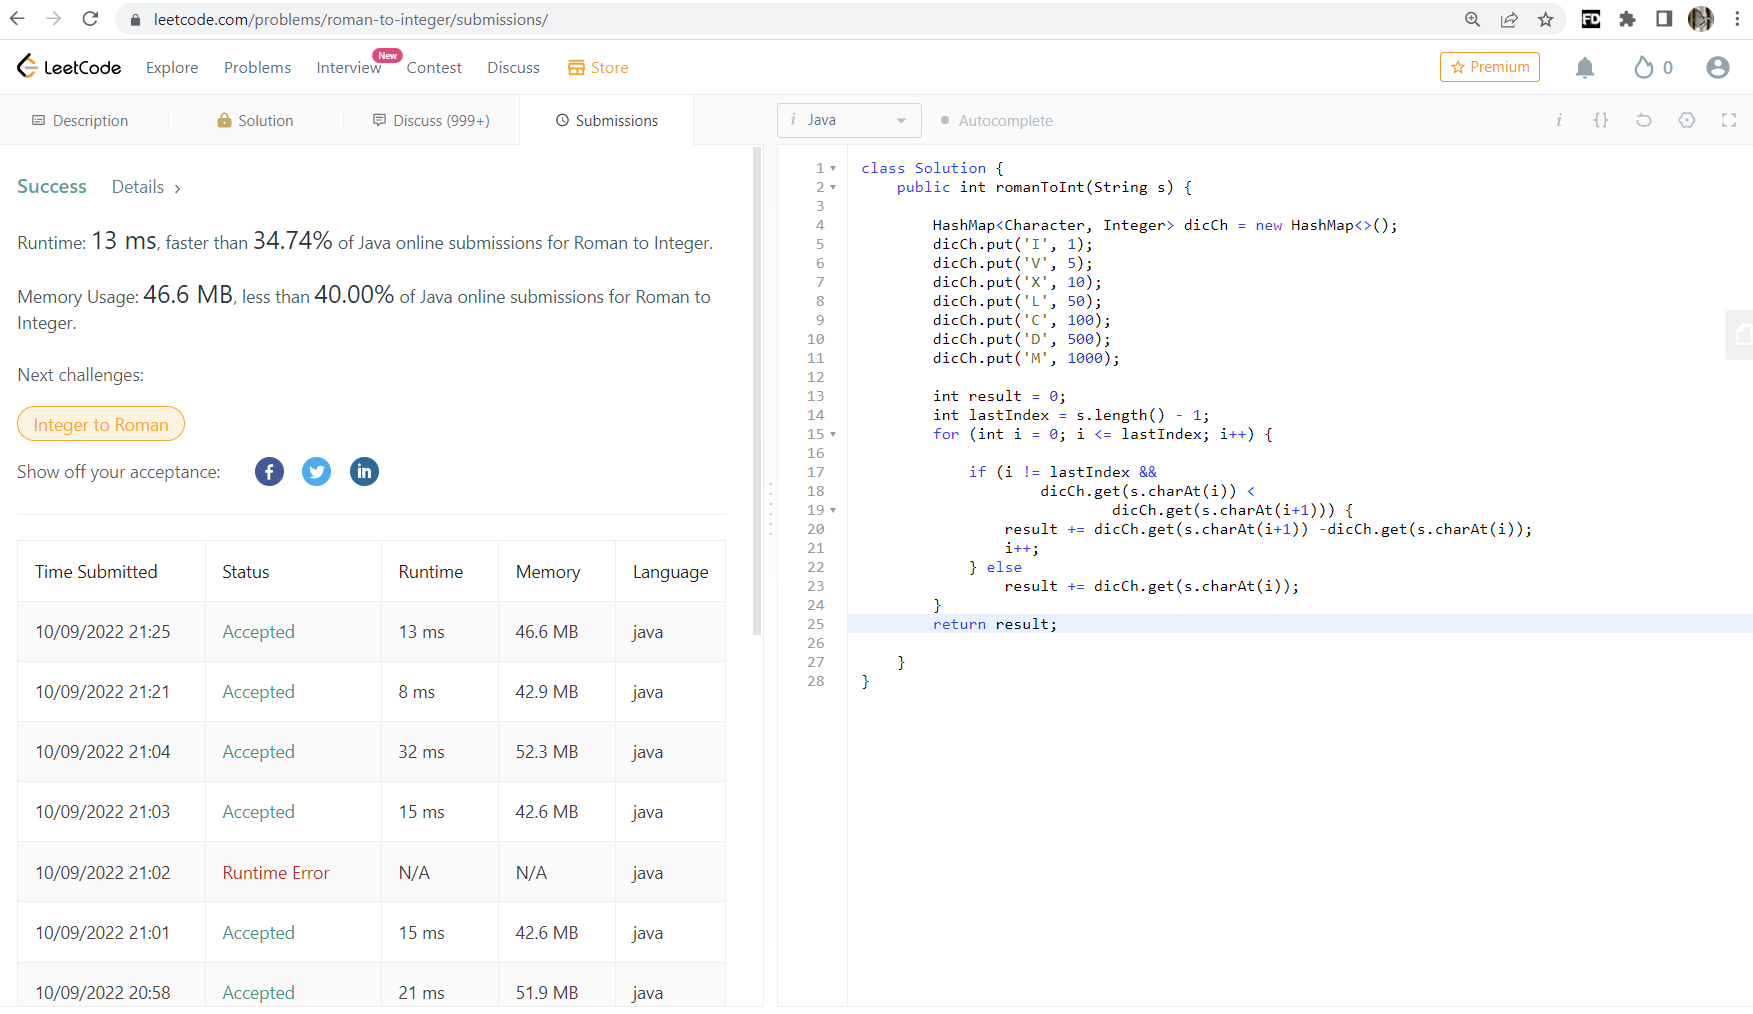 leetcode.com/problems/roman-to-integer/submissions/
FD
LeetCode
Explore
Problems
Interview
New
Contest
Discuss
Store
Premium
0
Description
Solution
Discuss (999+)
Submissions
i Java
Autocomplete
i {}
Success Details >
Runtime: 13 ms, faster than 34.74% of Java online submissions for Roman to Integer.
Memory Usage: 46.6 MB, less than 40.00% of Java online submissions for Roman to
Integer.
Next challenges:
Integer to Roman
Show off your acceptance: f in
Time Submitted Status Runtime Memory Language
10/09/2022 21:25 Accepted 13 ms 46.6 MB java
10/09/2022 21:21 Accepted 8 ms 42.9 MB java
10/09/2022 21:04 Accepted 32 ms 52.3 MB java
10/09/2022 21:03 Accepted 15 ms 42.6 MB java
10/09/2022 21:02 Runtime Error N/A N/A java
10/09/2022 21:01 Accepted 15 ms 42.6 MB java
10/09/2022 20:58 Accepted 21 ms 51.9 MB java
1 class Solution {
2     public int romanToInt(String s) {
3
4         HashMap<Character, Integer> dicCh = new HashMap<>();
5         dicCh.put('I', 1);
6         dicCh.put('V', 5);
7         dicCh.put('X', 10);
8         dicCh.put('L', 50);
9         dicCh.put('C', 100);
10         dicCh.put('D', 500);
11         dicCh.put('M', 1000);
12
13         int result = 0;
14         int lastIndex = s.length() - 1;
15         for (int i = 0; i <= lastIndex; i++) {
16
17             if (i != lastIndex &&
18                     dicCh.get(s.charAt(i)) <
19                             dicCh.get(s.charAt(i+1))) {
20                 result += dicCh.get(s.charAt(i+1)) -dicCh.get(s.charAt(i));
21                 i++;
22             } else
23                 result += dicCh.get(s.charAt(i));
24         }
25         return result;
26
27     }
28 }